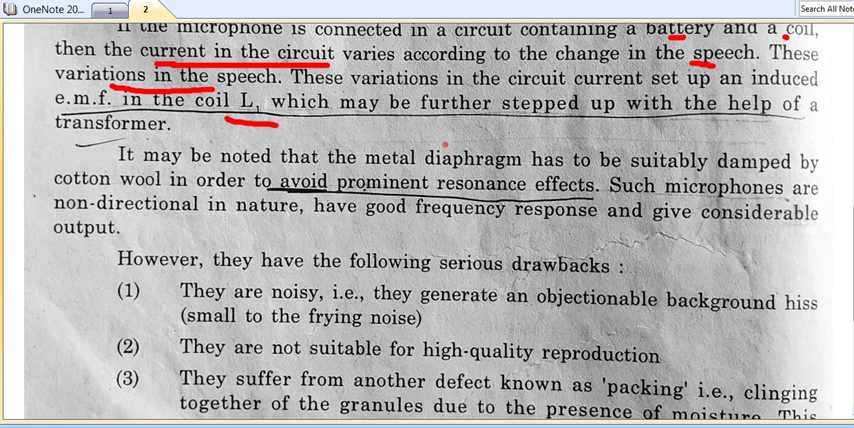 OneNote 20...
1
2
Search All Not
If the microphone is connected in a circuit containing a battery and a coil,
then the current in the circuit varies according to the change in the speech. These
variations in the speech. These variations in the circuit current set up an induced
e.m.f. in the coil L₁ which may be further stepped up with the help of a
transformer.
It may be noted that the metal diaphragm has to be suitably damped by
cotton wool in order to avoid prominent resonance effects. Such microphones are
non-directional in nature, have good frequency response and give considerable
output.
However, they have the following serious drawbacks :
(1) They are noisy, i.e., they generate an objectionable background hiss
(small to the frying noise)
(2) They are not suitable for high-quality reproduction
(3) They suffer from another defect known as 'packing' i.e., clinging
together of the granules due to the presence of moisture. This